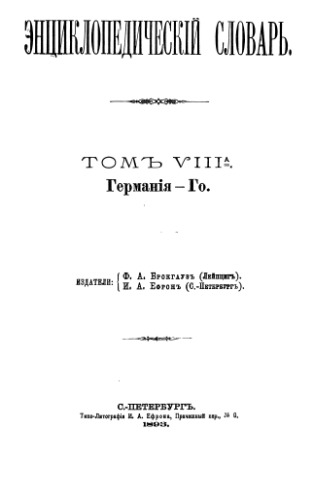 ЭНЦИКЛОПЕДИЧЕСКІЙ СЛОВАРЬ.
ТОМЪ VIIIᴬ.
Германія – Го.
ИЗДАТЕЛИ:
Ф. А. Брокгаузъ (Лейпцигъ).
И. А. Ефронъ (С.-Петербургъ).
С.-ПЕТЕРБУРГЪ.
Типо-Литографія И. А. Ефрона, Прачешный пер., № 6.
1893.